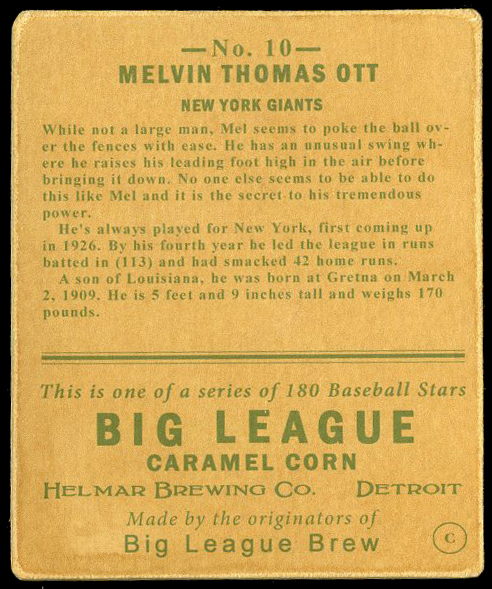 —No. 10—
MELVIN THOMAS OTT
NEW YORK GIANTS
While not a large man, Mel seems to poke the ball ov-
er the fences with ease. He has an unusual swing wh-
ere he raises his leading foot high in the air before
bringing it down. No one else seems to be able to do
this like Mel and it is the secret to his tremendous
power.
He's always played for New York, first coming up
in 1926. By his fourth year he led the league in runs
batted in (113) and had smacked 42 home runs.
A son of Louisiana, he was born at Gretna on March
2, 1909. He is 5 feet and 9 inches tall and weighs 170
pounds.
This is one of a series of 180 Baseball Stars
BIG LEAGUE
CARAMEL CORN
HELMAR BREWING CO. DETROIT
Made by the originators of
Big League Brew
C